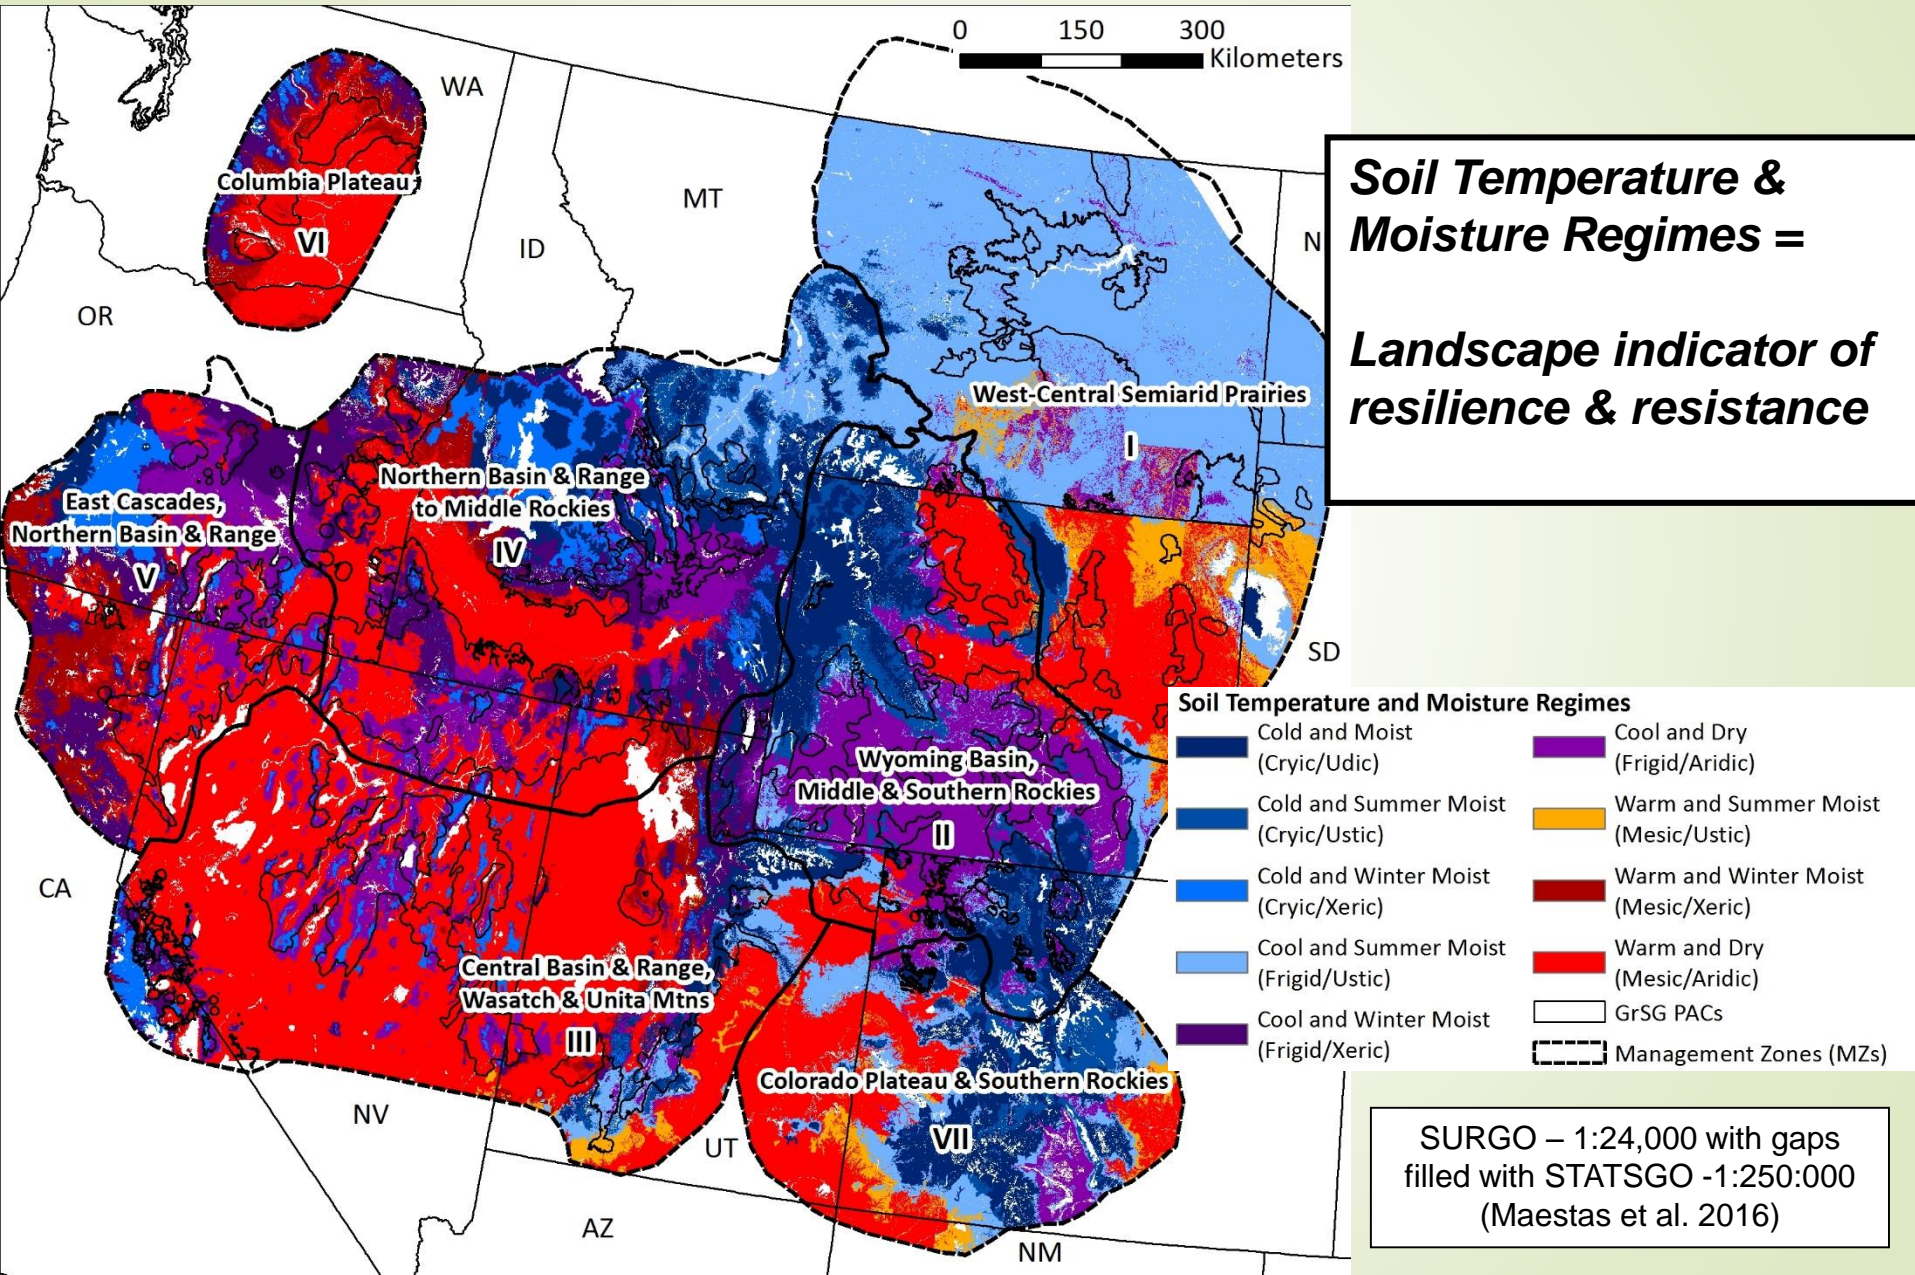 0 150 300
Kilometers
WA
MT
ID
OR
N
SD
CA
NV
UT
AZ
NM
Columbia Plateau
VI
West-Central Semiarid Prairies
I
Northern Basin & Range
to Middle Rockies
IV
East Cascades,
Northern Basin & Range
V
Wyoming Basin,
Middle & Southern Rockies
II
Central Basin & Range,
Wasatch & Unita Mtns
III
Colorado Plateau & Southern Rockies
VII
Soil Temperature &
Moisture Regimes =
Landscape indicator of
resilience & resistance
Soil Temperature and Moisture Regimes
Cold and Moist
(Cryic/Udic)
Cold and Summer Moist
(Cryic/Ustic)
Cold and Winter Moist
(Cryic/Xeric)
Cool and Summer Moist
(Frigid/Ustic)
Cool and Winter Moist
(Frigid/Xeric)
Cool and Dry
(Frigid/Aridic)
Warm and Summer Moist
(Mesic/Ustic)
Warm and Winter Moist
(Mesic/Xeric)
Warm and Dry
(Mesic/Aridic)
GrSG PACs
Management Zones (MZs)
SURGO – 1:24,000 with gaps
filled with STATSGO -1:250:000
(Maestas et al. 2016)